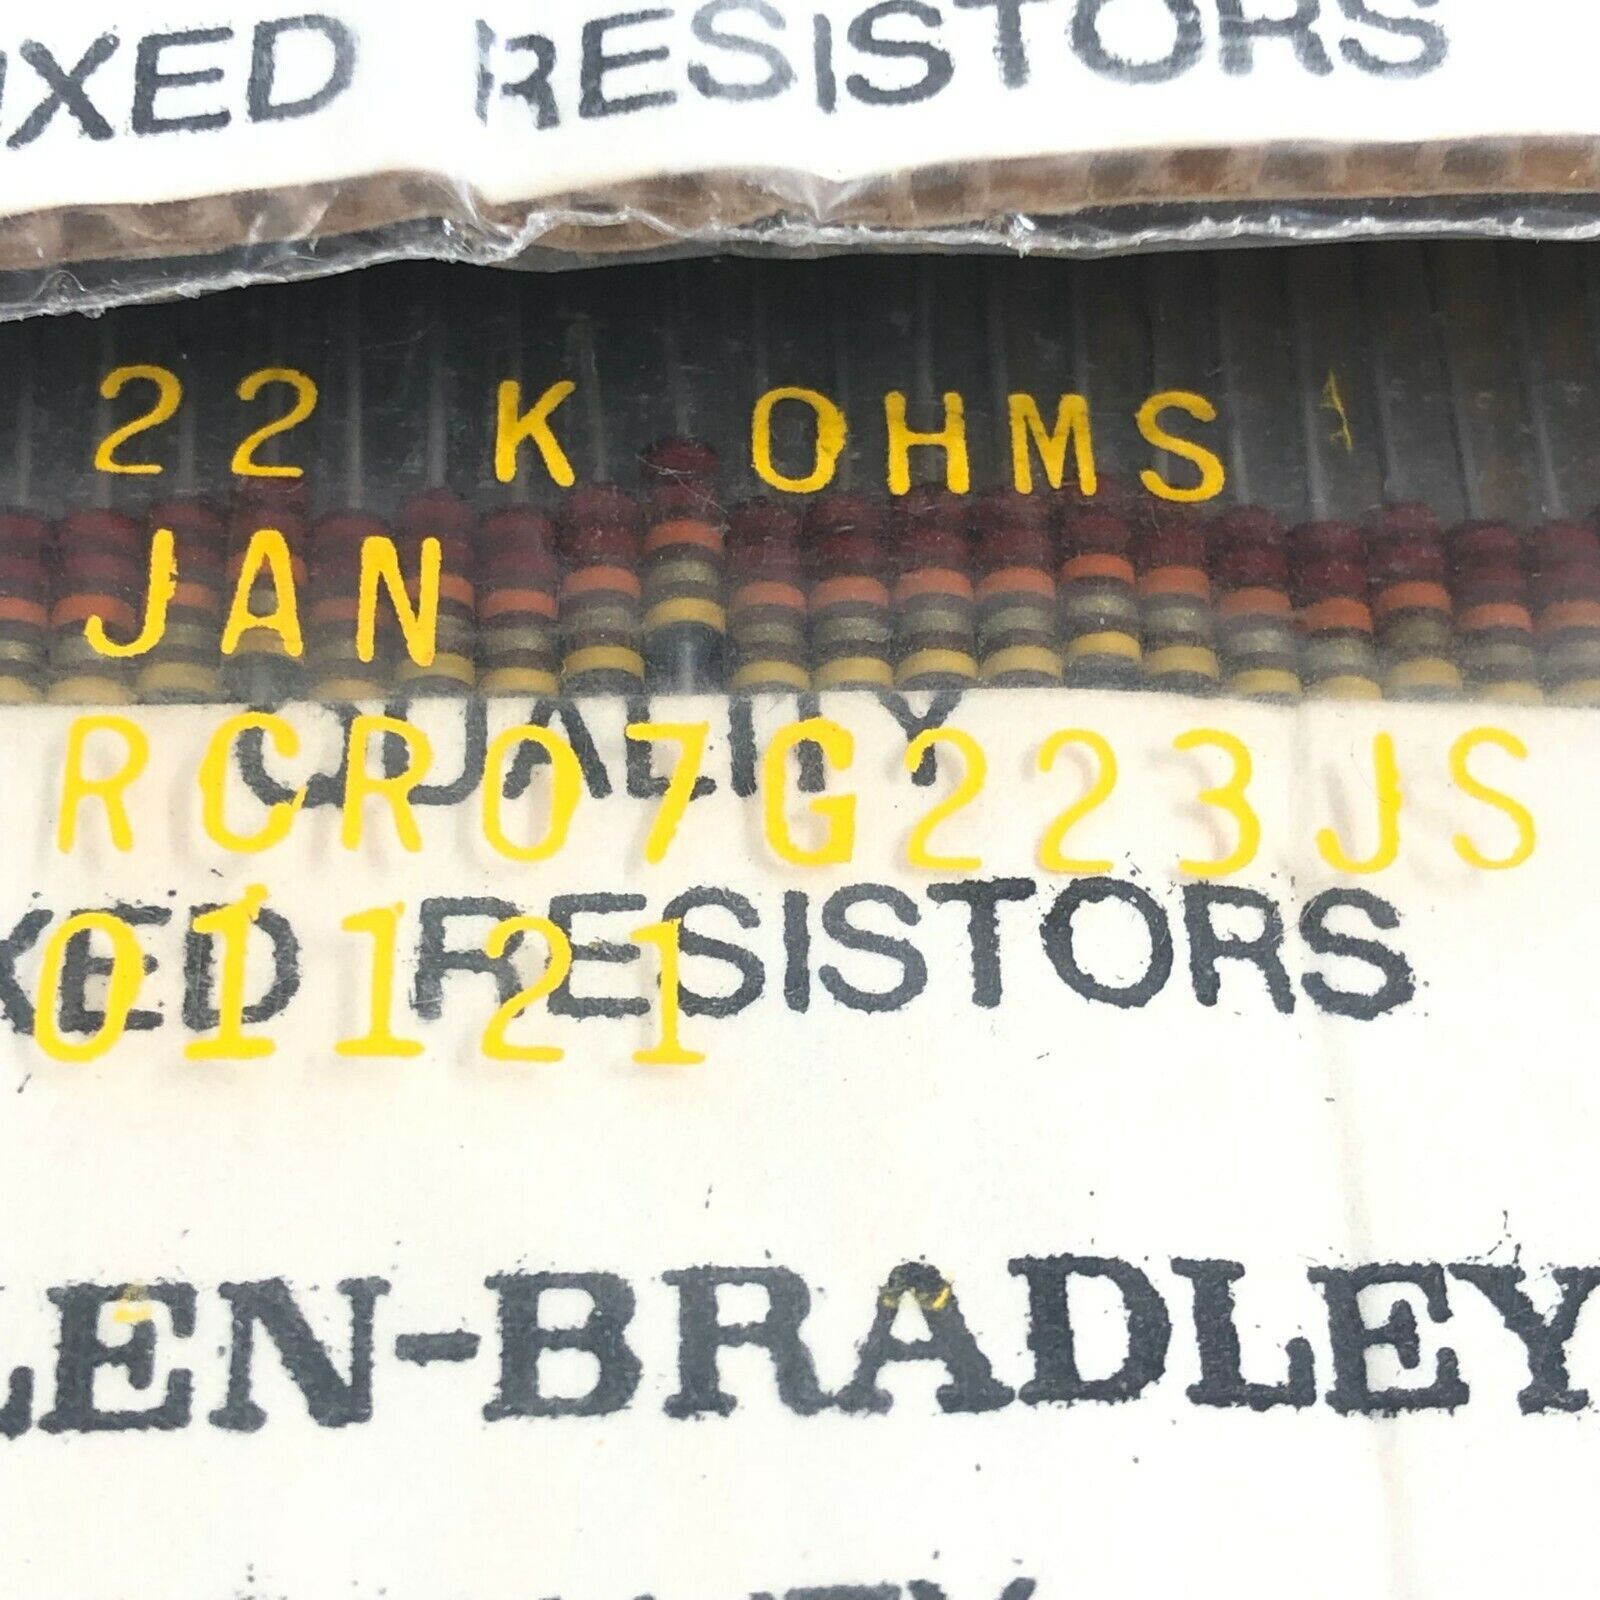 IXED RESISTORS
22 K OHMS
JAN
QUALITY
RCR07G223JS
XED RESISTORS
01121
LEN-BRADLEY